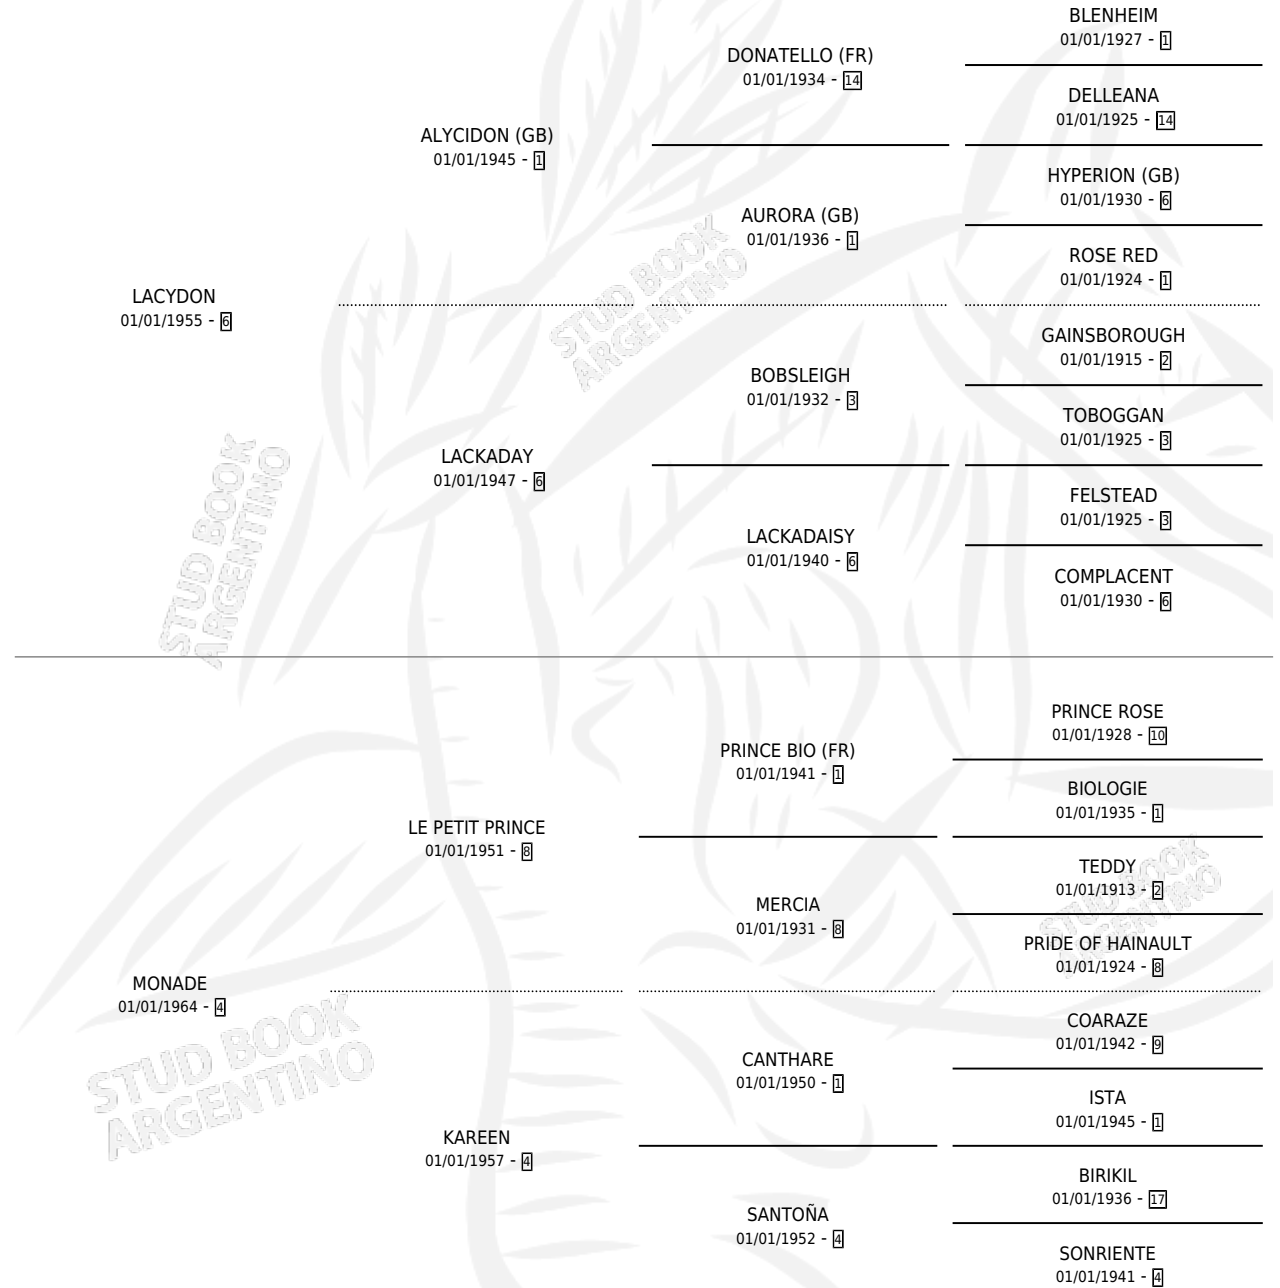 BLENHEIM
01/01/1927 - 1
DONATELLO (FR)
01/01/1934 - 14
DELLEANA
01/01/1925 - 14
ALYCIDON (GB)
01/01/1945 - 1
HYPERION (GB)
01/01/1930 - 6
AURORA (GB)
01/01/1936 - 1
ROSE RED
01/01/1924 - 1
LACYDON
01/01/1955 - 6
STUD BOOK
ARGENTINO
GAINSBOROUGH
01/01/1915 - 2
BOBSLEIGH
01/01/1932 - 3
TOBOGGAN
01/01/1925 - 3
LACKADAY
01/01/1947 - 6
FELSTEAD
01/01/1925 - 3
LACKADAISY
01/01/1940 - 6
COMPLACENT
01/01/1930 - 6
STUD BOOK
ARGENTINO
PRINCE ROSE
01/01/1928 - 10
PRINCE BIO (FR)
01/01/1941 - 1
BIOLOGIE
01/01/1935 - 1
LE PETIT PRINCE
01/01/1951 - 8
TEDDY
01/01/1913 - 2
MERCIA
01/01/1931 - 8
PRIDE OF HAINAULT
01/01/1924 - 8
STUD BOOK
ARGENTINO
MONADE
01/01/1964 - 4
COARAZE
01/01/1942 - 9
CANTHARE
01/01/1950 - 1
ISTA
01/01/1945 - 1
STUD BOOK
ARGENTINO
KAREEN
01/01/1957 - 4
BIRIKIL
01/01/1936 - 17
SANTOÑA
01/01/1952 - 4
SONRIENTE
01/01/1941 - 4